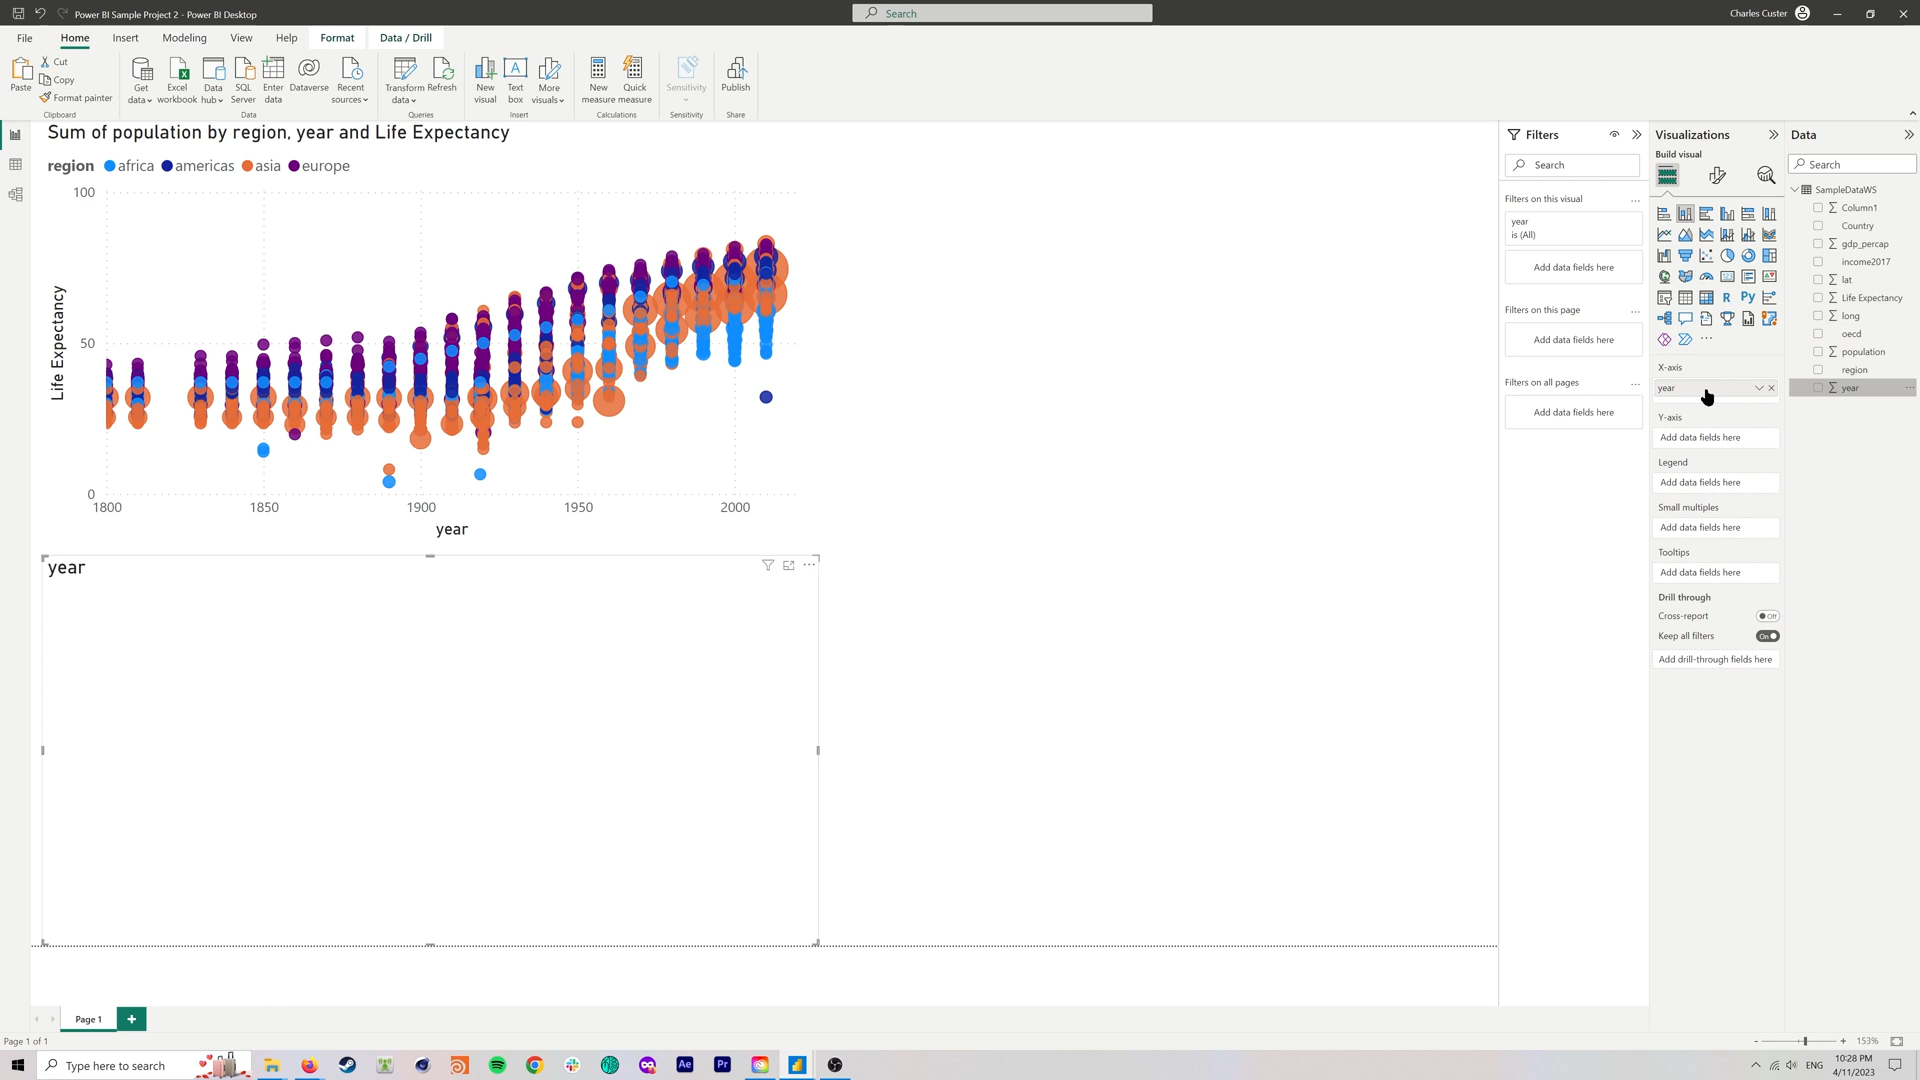 Power BI Sample Project 2 - Power BI Desktop
Search
Charles Custer
File
Home
Insert
Modeling
View
Help
Format
Data / Drill
Paste
Cut
Copy
Format painter
Clipboard
Get data
Excel workbook
Data hub
SQL Server
Enter data
Dataverse
Recent sources
Data
Transform data
Refresh
Queries
New visual
Text box
More visuals
Insert
New measure
Quick measure
Calculations
Sensitivity
Sensitivity
Publish
Share
Sum of population by region, year and Life Expectancy
region africa americas asia europe
100
50
0
Life Expectancy
1800 1850 1900 1950 2000
year
year
Filters
Search
Filters on this visual
year
is (All)
Add data fields here
Filters on this page
Add data fields here
Filters on all pages
Add data fields here
Visualizations
Build visual
R
Py
123
X-axis
year
Y-axis
Add data fields here
Legend
Add data fields here
Small multiples
Add data fields here
Tooltips
Add data fields here
Drill through
Cross-report
Off
Keep all filters
On
Add drill-through fields here
Data
Search
SampleDataWS
Column1
Country
gdp_percap
income2017
lat
Life Expectancy
long
oecd
population
region
year
Page 1
Page 1 of 1
- + 153%
Type here to search
Ae
Pr
ENG
10:28 PM
4/11/2023